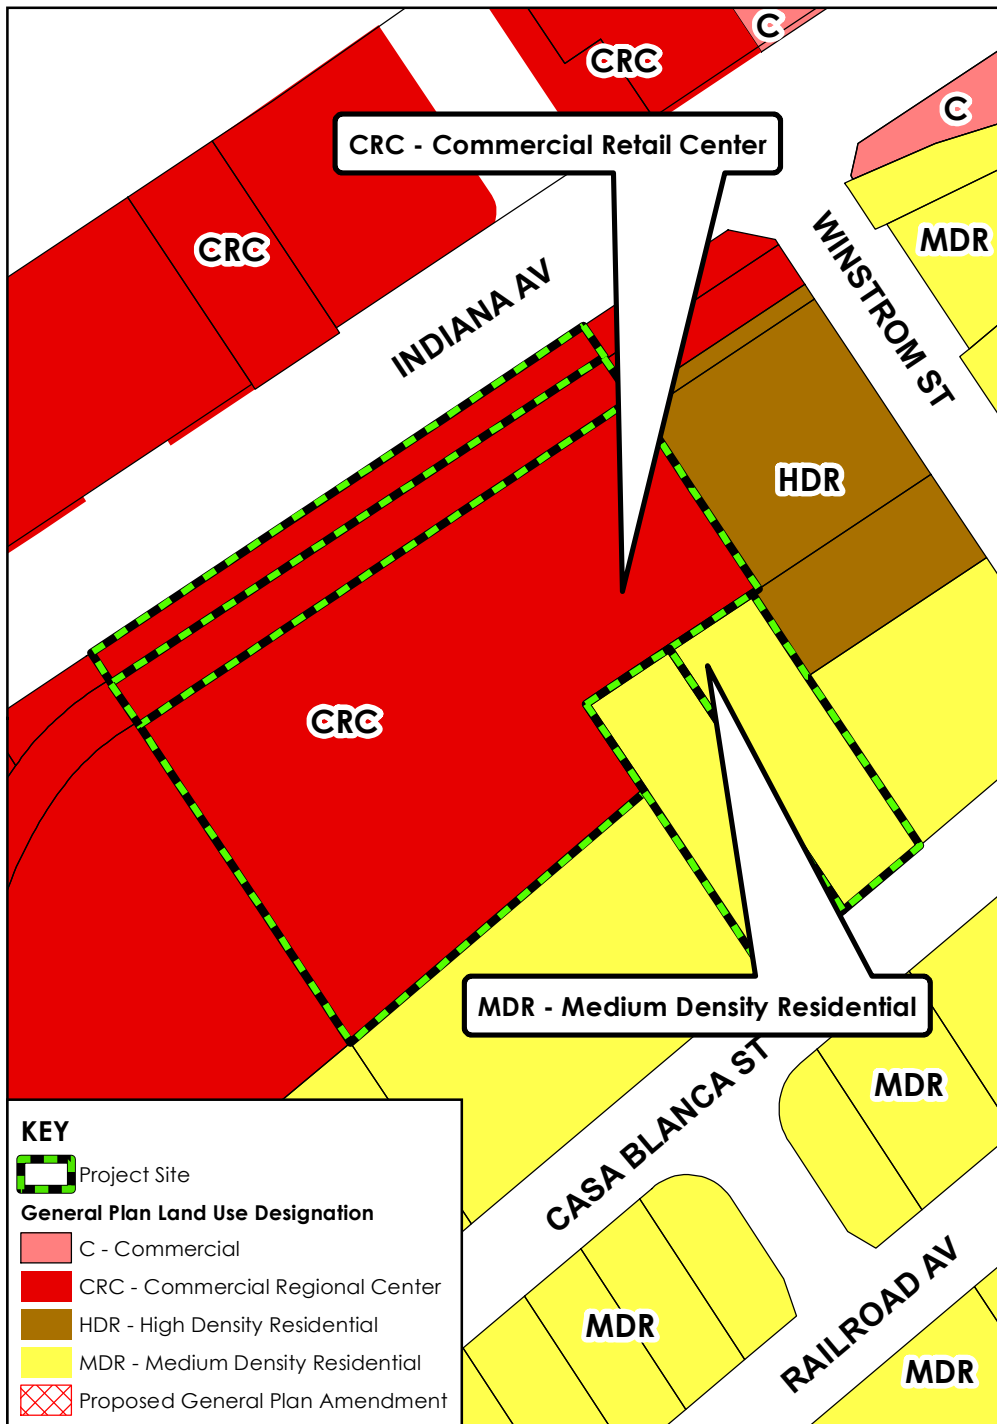 C
CRC
C
CRC - Commercial Retail Center
MDR
CRC
WINSTROM ST
INDIANA AV
HDR
CRC
MDR - Medium Density Residential
MDR
CASA BLANCA ST
MDR
RAILROAD AV
MDR
KEY
Project Site
General Plan Land Use Designation
C - Commercial
CRC - Commercial Regional Center
HDR - High Density Residential
MDR - Medium Density Residential
Proposed General Plan Amendment